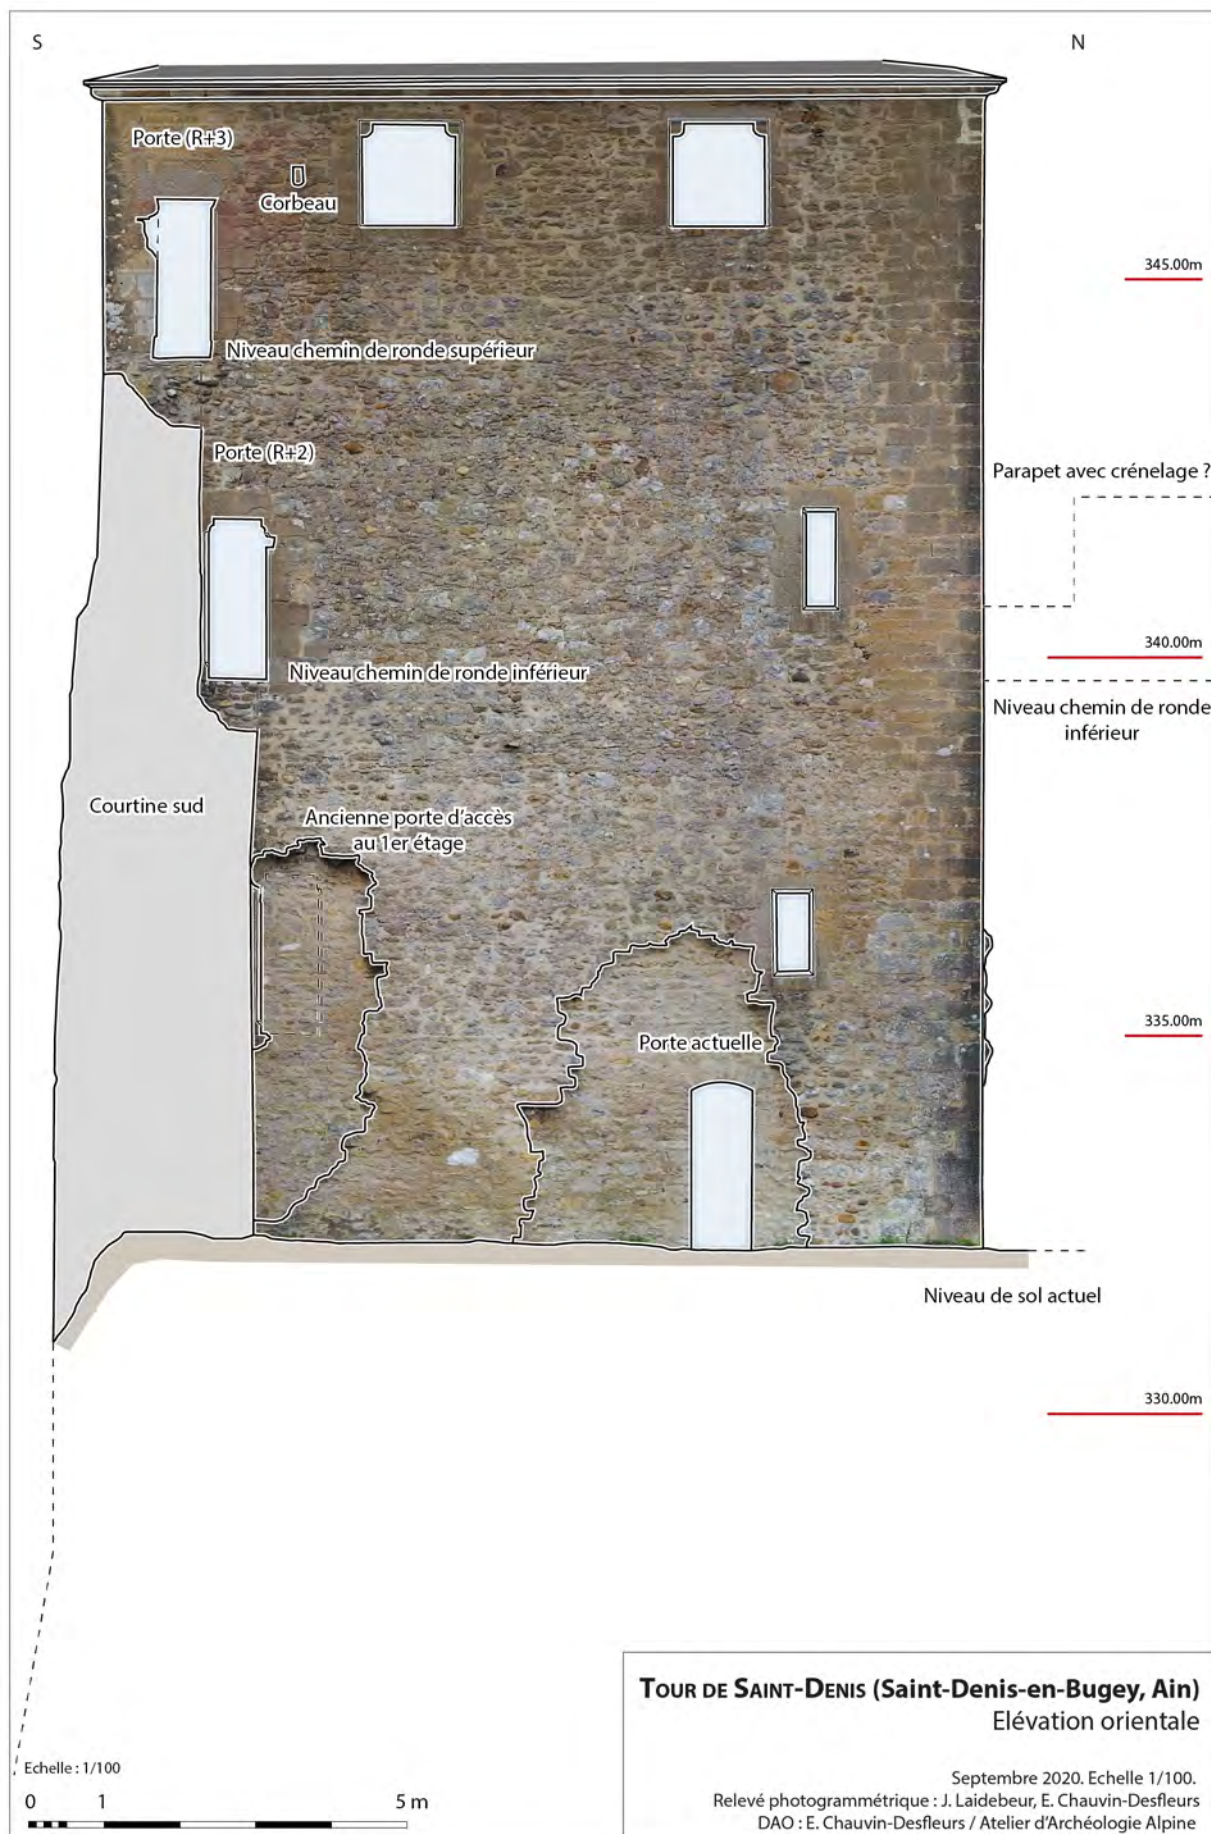 S
N
Porte (R+3)
Corbeau
345.00m
Niveau chemin de ronde supérieur
Porte (R+2)
Parapet avec crénelage ?
340.00m
Niveau chemin de ronde inférieur
Niveau chemin de ronde
inférieur
Courtine sud
Ancienne porte d'accès
au 1er étage
335.00m
Porte actuelle
Niveau de sol actuel
330.00m
TOUR DE SAINT-DENIS (Saint-Denis-en-Bugey, Ain)
Elévation orientale
Septembre 2020. Echelle 1/100.
Relevé photogrammétrique : J. Laidebeur, E. Chauvin-Desfleurs
DAO : E. Chauvin-Desfleurs / Atelier d'Archéologie Alpine
Echelle : 1/100
0 1 5 m